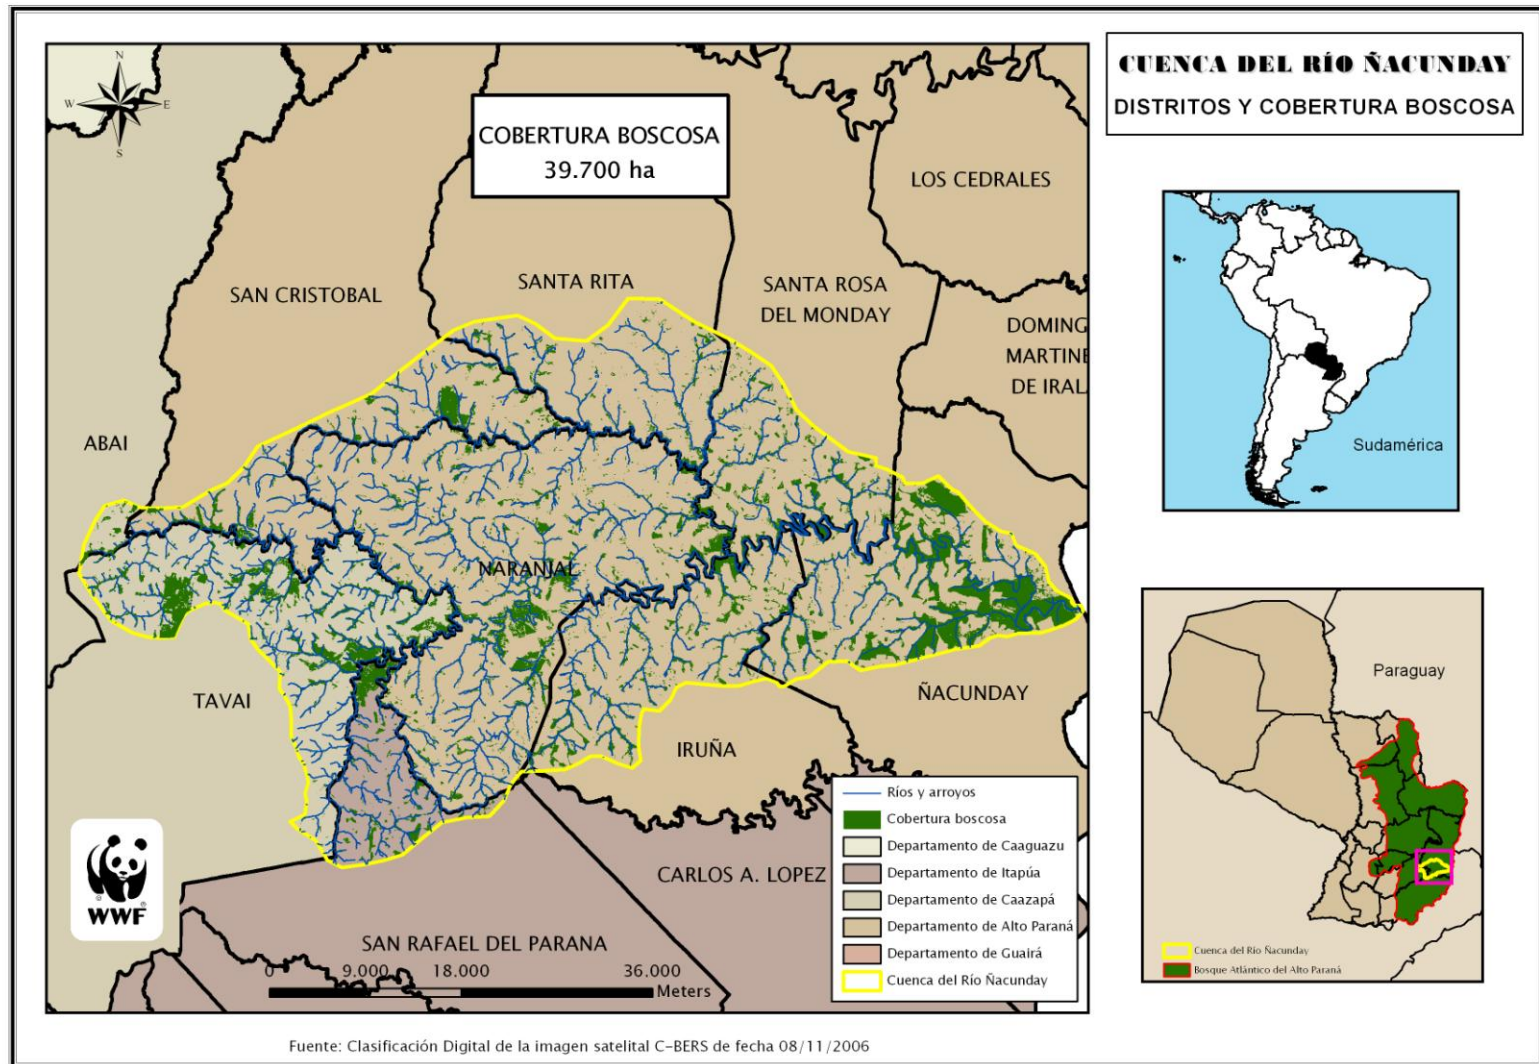 CUENCA DEL RÍO ÑACUNDAY
DISTRITOS Y COBERTURA BOSCOSA
N
W
E
S
COBERTURA BOSCOSA
39.700 ha
LOS CEDRALES
SAN CRISTOBAL
SANTA RITA
SANTA ROSA
DEL MONDAY
DOMING
MARTINE
DE IRAL
ABAI
NARANJAL
TAVAI
ÑACUNDAY
IRUÑA
CARLOS A. LOPEZ
SAN RAFAEL DEL PARANA
0 9.000 18.000 36.000
Meters
WWF
Ríos y arroyos
Cobertura boscosa
Departamento de Caaguazu
Departamento de Itapúa
Departamento de Caazapá
Departamento de Alto Paraná
Departamento de Guairá
Cuenca del Río Ñacunday
Sudamérica
Paraguay
Cuenca del Río Ñacunday
Bosque Atlántico del Alto Paraná
Fuente: Clasificación Digital de la imagen satelital C-BERS de fecha 08/11/2006